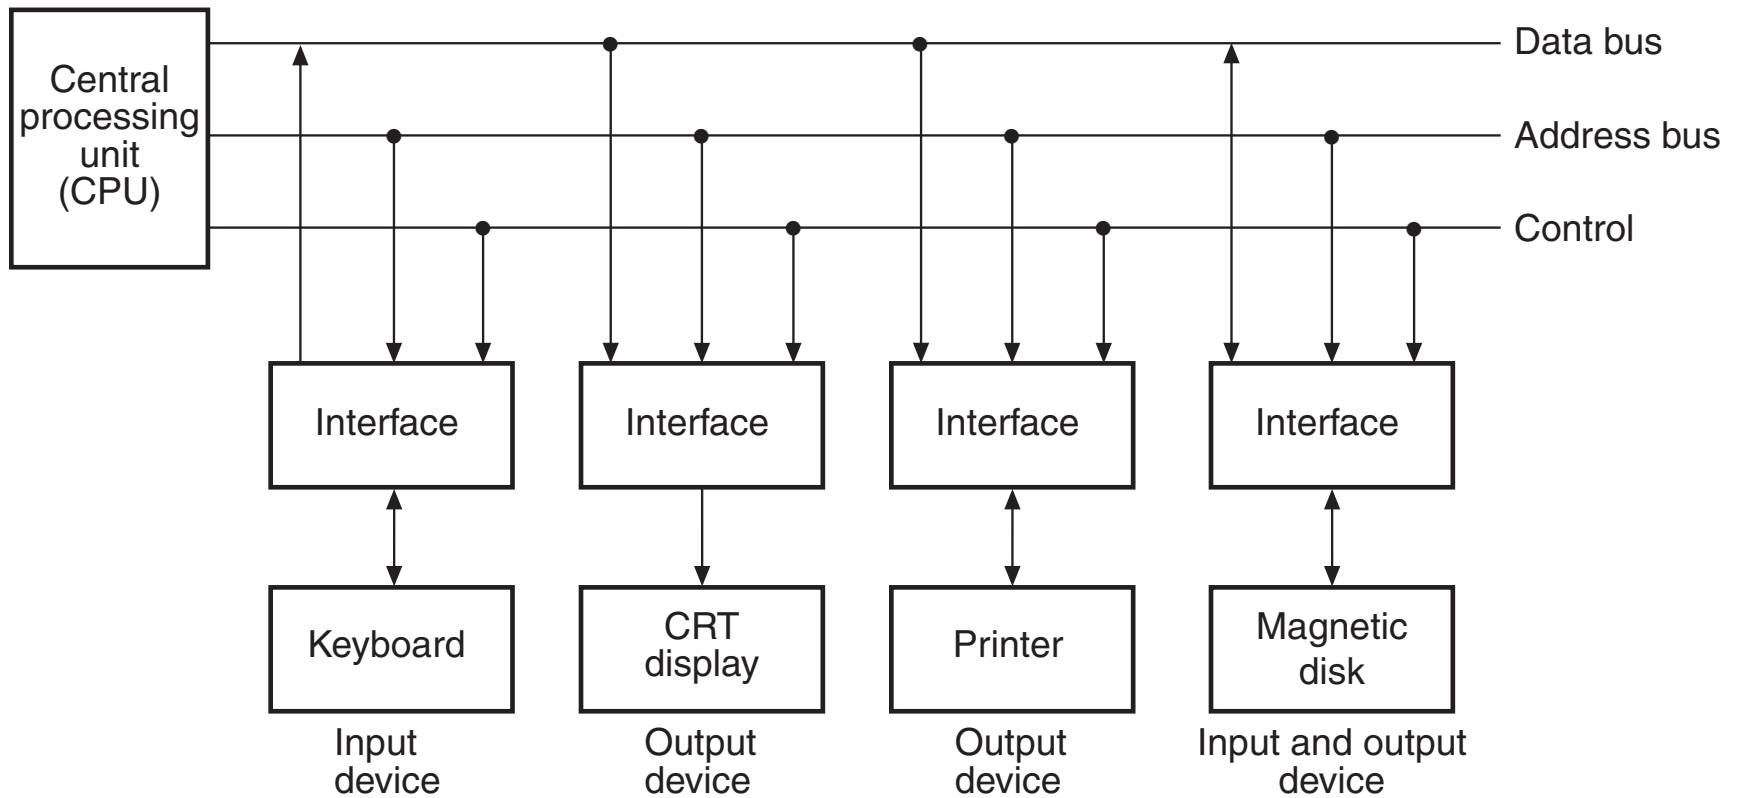 Central
processing
unit
(CPU)
Data bus
Address bus
Control
Interface
Interface
Interface
Interface
Keyboard
CRT
display
Printer
Magnetic
disk
Input
device
Output
device
Output
device
Input and output
device